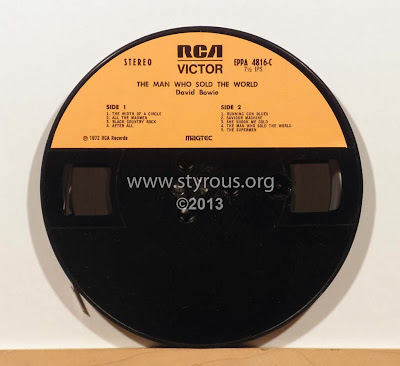 RCA
STEREO
VICTOR
EPPA 4816-C
7½ IPS
THE MAN WHO SOLD THE WORLD
David Bowie
SIDE 1
1. THE WIDTH OF A CIRCLE
2. ALL THE MADMEN
3. BLACK COUNTRY ROCK
4. AFTER ALL
SIDE 2
1. RUNNING GUN BLUES
2. SAVIOUR MACHINE
3. SHE SHOOK ME COLD
4. THE MAN WHO SOLD THE WORLD
5. THE SUPERMEN
℗ 1972 RCA Records
MAGTEC
www.styrous.org
©2013